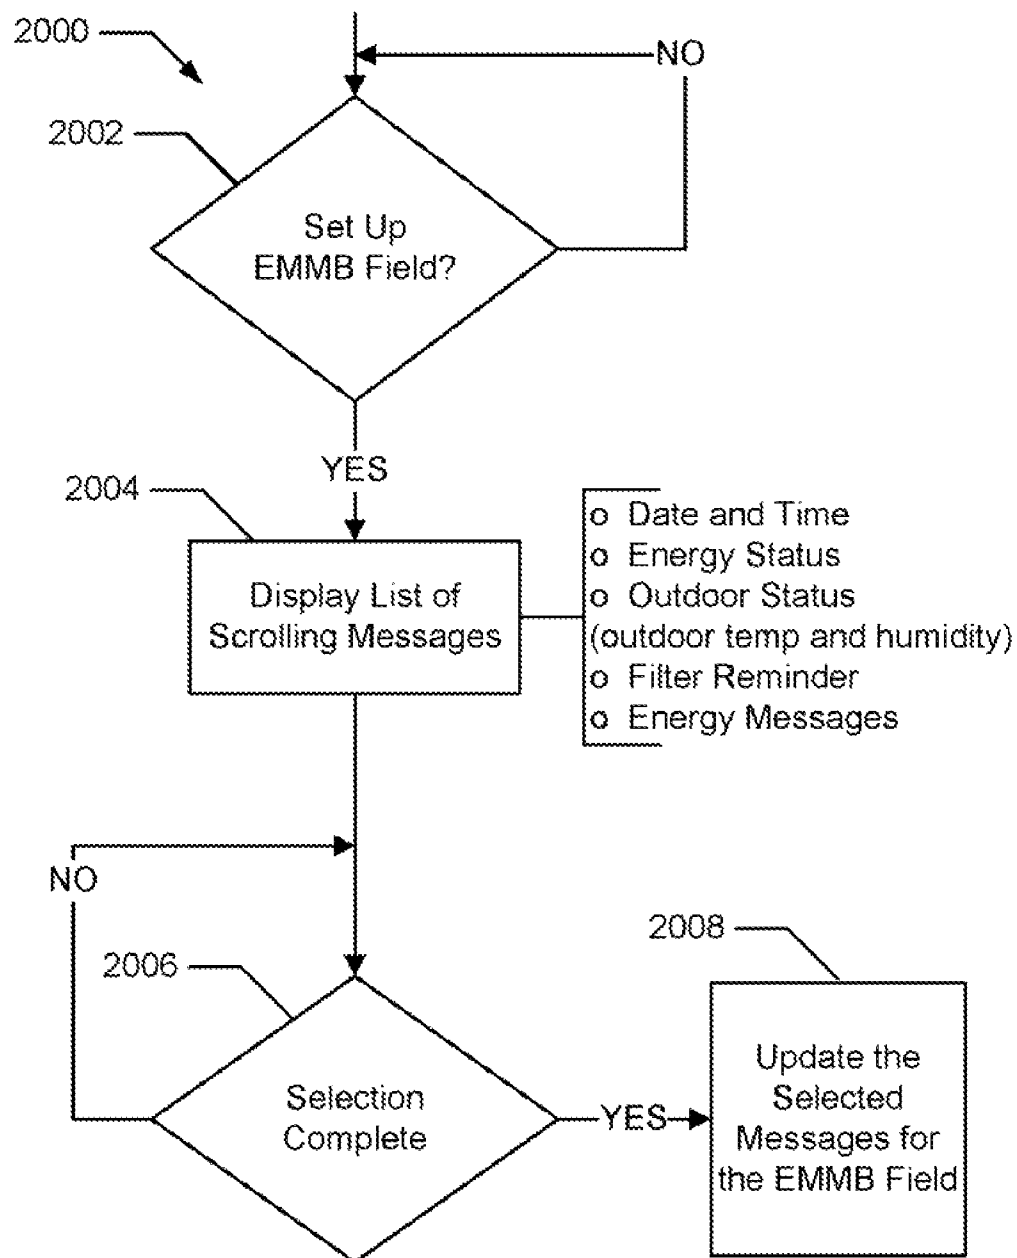 2000
NO
2002
Set Up
EMMB Field?
YES
2004
Display List of
Scrolling Messages
o Date and Time
o Energy Status
o Outdoor Status
(outdoor temp and humidity)
o Filter Reminder
o Energy Messages
NO
2006
Selection
Complete
YES
2008
Update the
Selected
Messages for
the EMMB Field